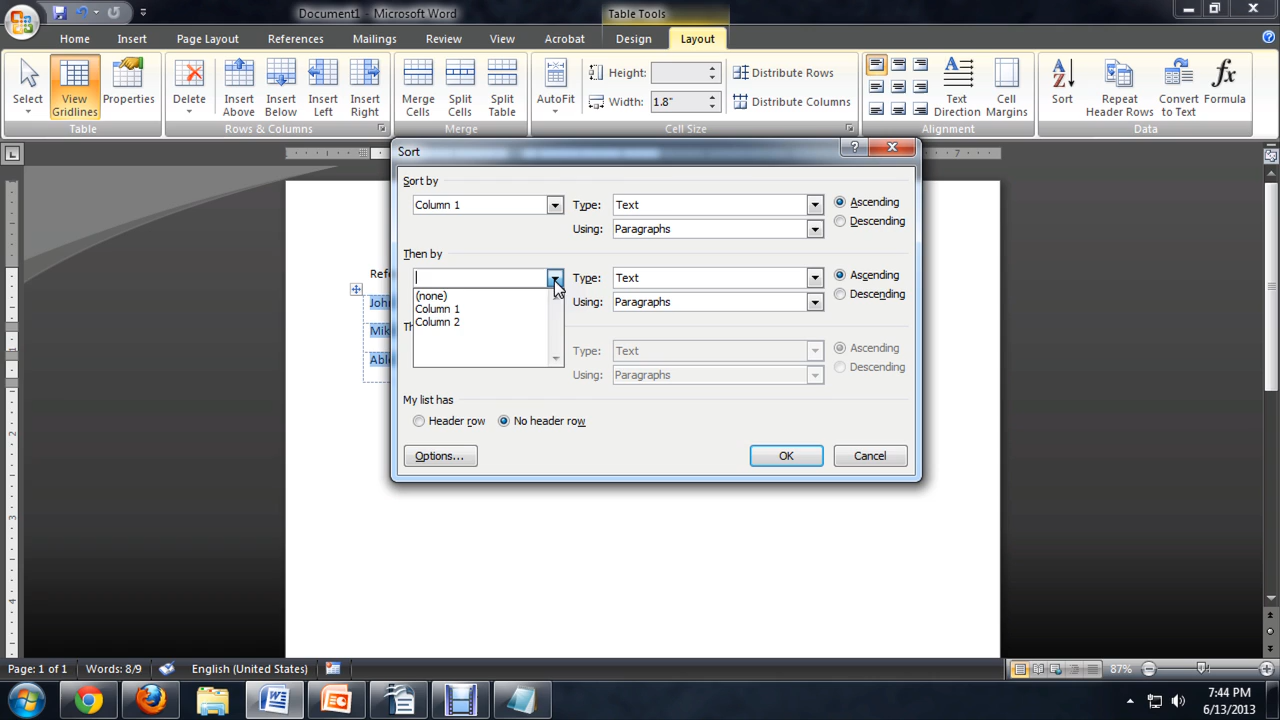 Document1 - Microsoft Word
Table Tools
Home Insert Page Layout References Mailings Review View Acrobat Design Layout
Select
View Gridlines
Properties
Delete
Insert Above
Insert Below
Insert Left
Insert Right
Merge Cells
Split Cells
Split Table
AutoFit
Height:
Width: 1.8"
Distribute Rows
Distribute Columns
Text Direction
Cell Margins
Sort
Repeat Header Rows
Convert to Text
Formula
Table
Rows & Columns
Merge
Cell Size
Alignment
Data
Sort
Sort by
Column 1 Type: Text Ascending
Descending
Using: Paragraphs
Then by
Type: Text Ascending
(none) Descending
Column 1 Using: Paragraphs
Column 2
Type: Text Ascending
Descending
Using: Paragraphs
My list has
Header row No header row
Options... OK Cancel
7
2
3
4
Page: 1 of 1 Words: 8/9 English (United States) 87%
7:44 PM
6/13/2013